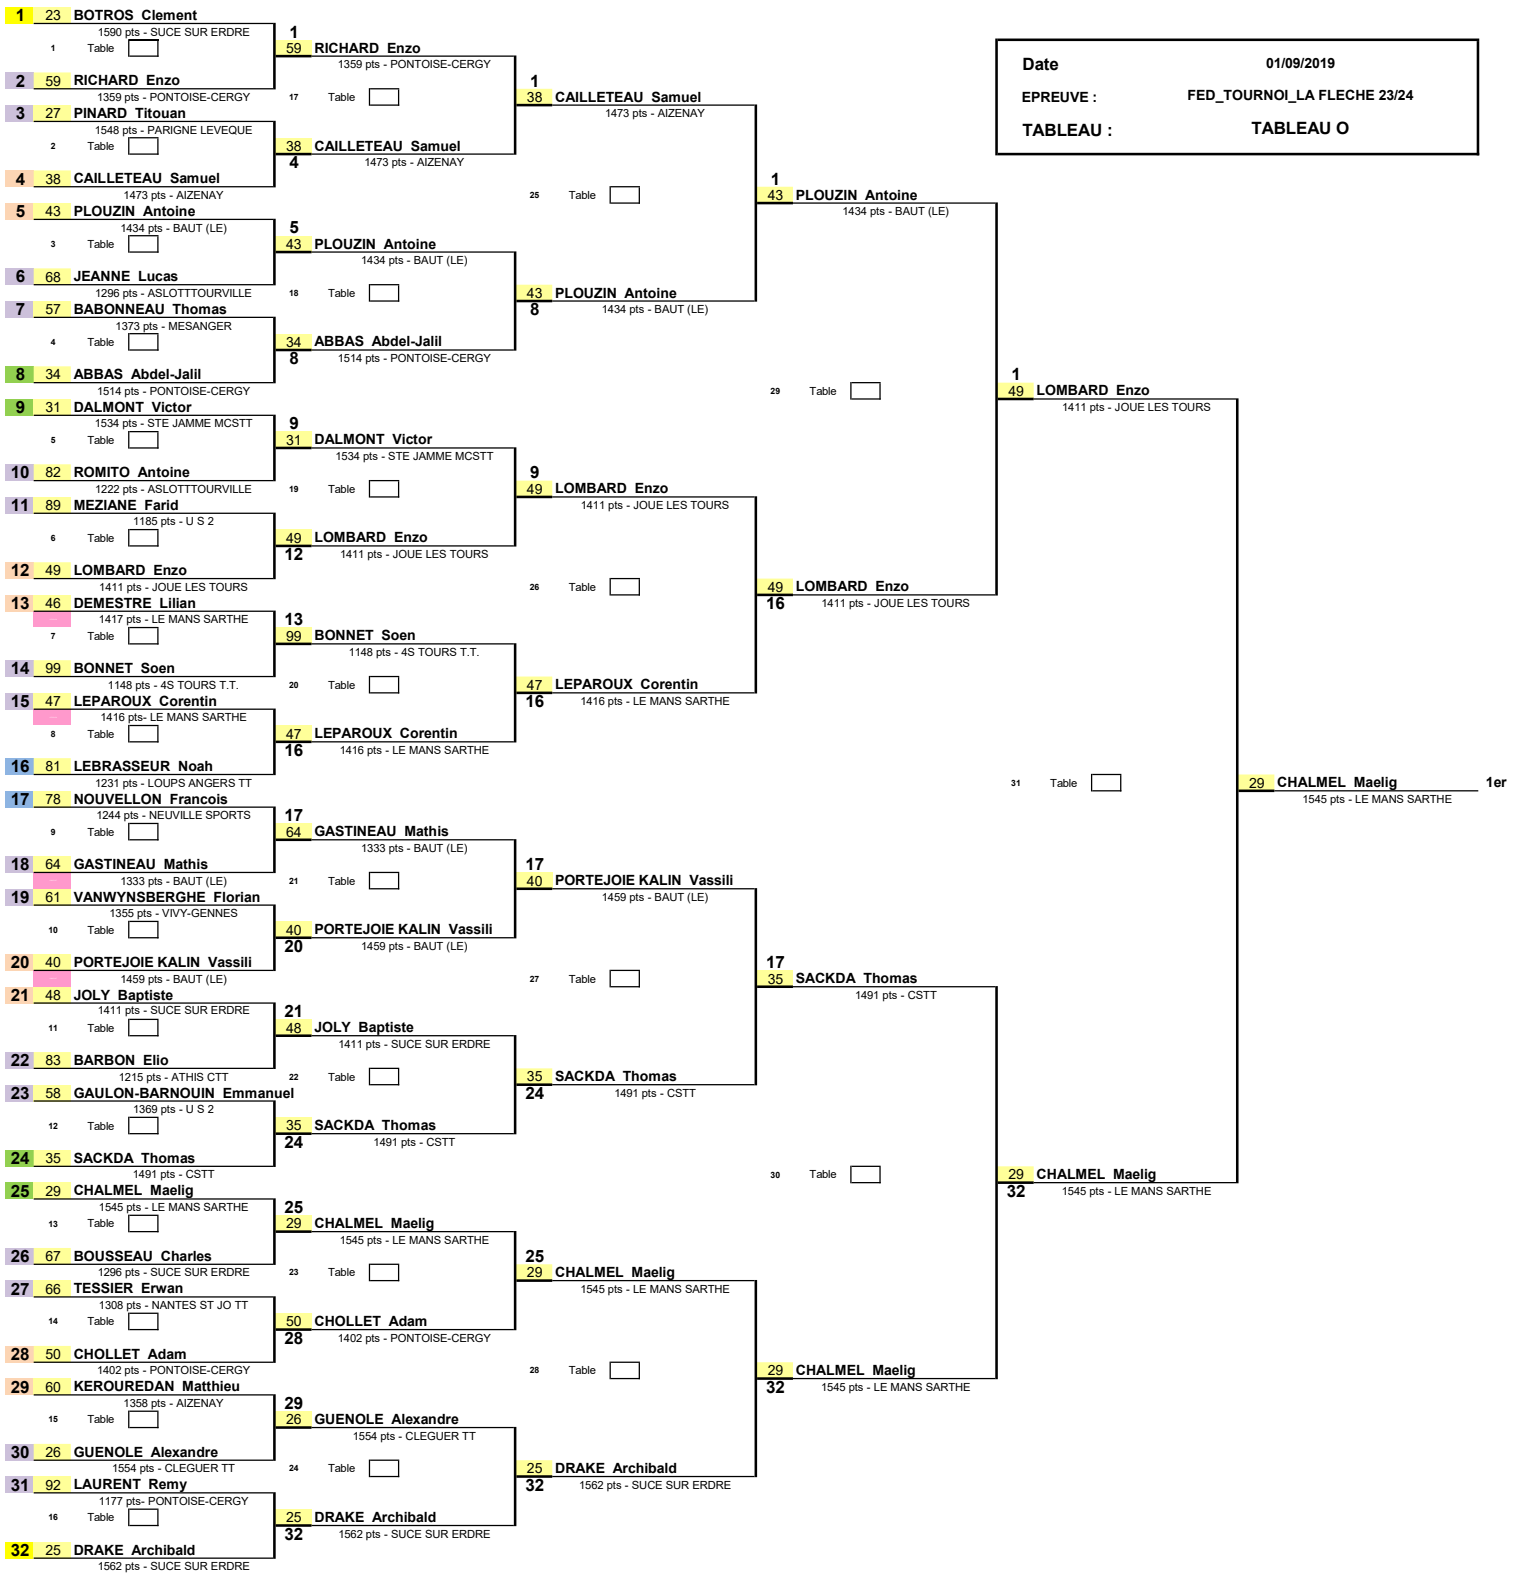 Date 01/09/2019
EPREUVE : FED_TOURNOI_LA FLECHE 23/24
TABLEAU : TABLEAU O
1 23 BOTROS Clement
1590 pts - SUCE SUR ERDRE
1 Table
2 59 RICHARD Enzo
1359 pts - PONTOISE-CERGY
3 27 PINARD Titouan
1548 pts - PARIGNE LEVEQUE
2 Table
4 38 CAILLETEAU Samuel
1473 pts - AIZENAY
5 43 PLOUZIN Antoine
1434 pts - BAUT (LE)
3 Table
6 68 JEANNE Lucas
1296 pts - ASLOTTTOURVILLE
7 57 BABONNEAU Thomas
1373 pts - MESANGER
4 Table
8 34 ABBAS Abdel-Jalil
1514 pts - PONTOISE-CERGY
9 31 DALMONT Victor
1534 pts - STE JAMME MCSTT
5 Table
10 82 ROMITO Antoine
1222 pts - ASLOTTTOURVILLE
11 89 MEZIANE Farid
1185 pts - U S 2
6 Table
12 49 LOMBARD Enzo
1411 pts - JOUE LES TOURS
13 46 DEMESTRE Lilian
1417 pts - LE MANS SARTHE
7 Table
14 99 BONNET Soen
1148 pts - 4S TOURS T.T.
15 47 LEPAROUX Corentin
1416 pts- LE MANS SARTHE
8 Table
16 81 LEBRASSEUR Noah
1231 pts - LOUPS ANGERS TT
17 78 NOUVELLON Francois
1244 pts - NEUVILLE SPORTS
9 Table
18 64 GASTINEAU Mathis
1333 pts - BAUT (LE)
19 61 VANWYNSBERGHE Florian
1355 pts - VIVY-GENNES
10 Table
20 40 PORTEJOIE KALIN Vassili
1459 pts - BAUT (LE)
21 48 JOLY Baptiste
1411 pts - SUCE SUR ERDRE
11 Table
22 83 BARBON Elio
1215 pts - ATHIS CTT
23 58 GAULON-BARNOUIN Emmanuel
1369 pts - U S 2
12 Table
24 35 SACKDA Thomas
1491 pts - CSTT
25 29 CHALMEL Maelig
1545 pts - LE MANS SARTHE
13 Table
26 67 BOUSSEAU Charles
1296 pts - SUCE SUR ERDRE
27 66 TESSIER Erwan
1308 pts - NANTES ST JO TT
14 Table
28 50 CHOLLET Adam
1402 pts - PONTOISE-CERGY
29 60 KEROUREDAN Matthieu
1358 pts - AIZENAY
15 Table
30 26 GUENOLE Alexandre
1554 pts - CLEGUER TT
31 92 LAURENT Remy
1177 pts- PONTOISE-CERGY
16 Table
32 25 DRAKE Archibald
1562 pts - SUCE SUR ERDRE
1
59 RICHARD Enzo
1359 pts - PONTOISE-CERGY
17 Table
38 CAILLETEAU Samuel
4 1473 pts - AIZENAY
5
43 PLOUZIN Antoine
1434 pts - BAUT (LE)
18 Table
34 ABBAS Abdel-Jalil
8 1514 pts - PONTOISE-CERGY
9
31 DALMONT Victor
1534 pts - STE JAMME MCSTT
19 Table
49 LOMBARD Enzo
12 1411 pts - JOUE LES TOURS
13
99 BONNET Soen
1148 pts - 4S TOURS T.T.
20 Table
47 LEPAROUX Corentin
16 1416 pts - LE MANS SARTHE
17
64 GASTINEAU Mathis
1333 pts - BAUT (LE)
21 Table
40 PORTEJOIE KALIN Vassili
20 1459 pts - BAUT (LE)
21
48 JOLY Baptiste
1411 pts - SUCE SUR ERDRE
22 Table
35 SACKDA Thomas
24 1491 pts - CSTT
25
29 CHALMEL Maelig
1545 pts - LE MANS SARTHE
23 Table
50 CHOLLET Adam
28 1402 pts - PONTOISE-CERGY
29
26 GUENOLE Alexandre
1554 pts - CLEGUER TT
24 Table
25 DRAKE Archibald
32 1562 pts - SUCE SUR ERDRE
1
38 CAILLETEAU Samuel
1473 pts - AIZENAY
25 Table
43 PLOUZIN Antoine
8 1434 pts - BAUT (LE)
9
49 LOMBARD Enzo
1411 pts - JOUE LES TOURS
26 Table
47 LEPAROUX Corentin
16 1416 pts - LE MANS SARTHE
17
40 PORTEJOIE KALIN Vassili
1459 pts - BAUT (LE)
27 Table
35 SACKDA Thomas
24 1491 pts - CSTT
25
29 CHALMEL Maelig
1545 pts - LE MANS SARTHE
28 Table
25 DRAKE Archibald
32 1562 pts - SUCE SUR ERDRE
1
43 PLOUZIN Antoine
1434 pts - BAUT (LE)
29 Table
49 LOMBARD Enzo
16 1411 pts - JOUE LES TOURS
17
35 SACKDA Thomas
1491 pts - CSTT
30 Table
29 CHALMEL Maelig
32 1545 pts - LE MANS SARTHE
1
49 LOMBARD Enzo
1411 pts - JOUE LES TOURS
31 Table
29 CHALMEL Maelig
32 1545 pts - LE MANS SARTHE
29 CHALMEL Maelig 1er
1545 pts - LE MANS SARTHE